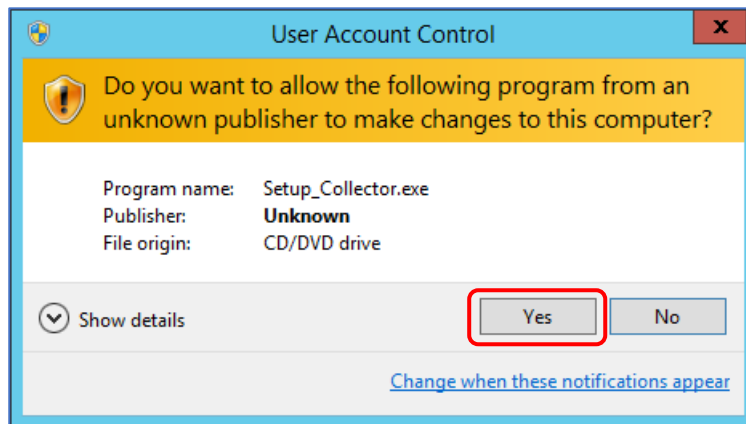 User Account Control
x
Do you want to allow the following program from an
unknown publisher to make changes to this computer?
Program name: Setup_Collector.exe
Publisher: Unknown
File origin: CD/DVD drive
Show details
Yes
No
Change when these notifications appear